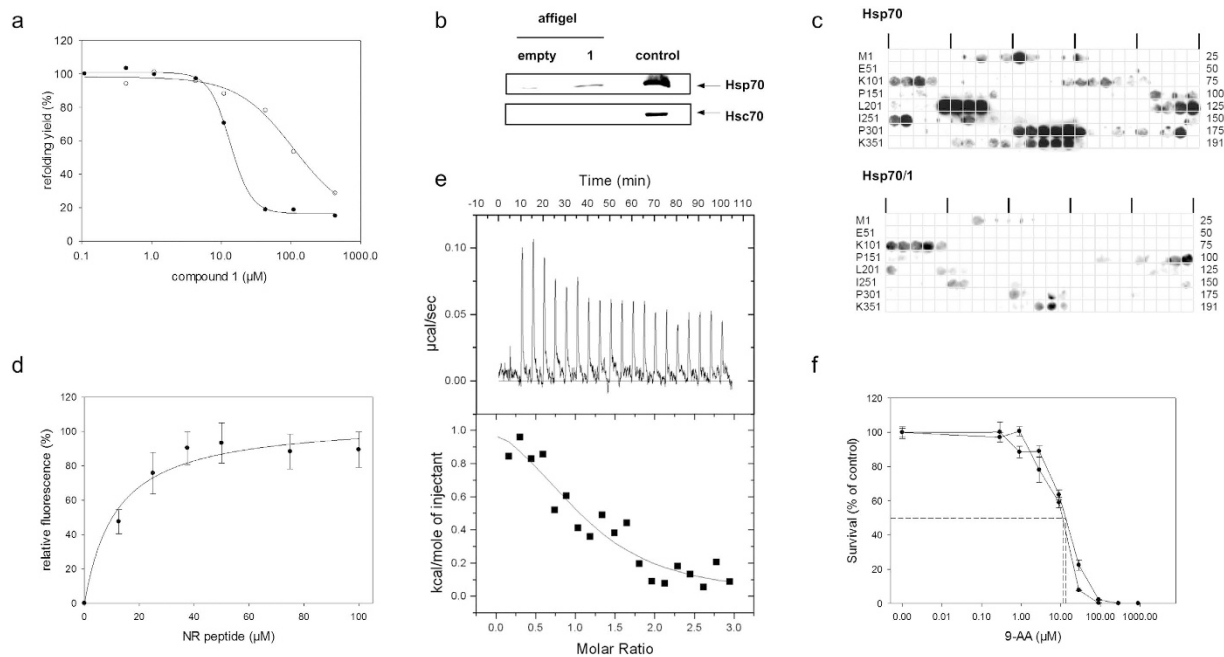 a
120
100
80
60
40
20
0
refolding yield (%)
0.1 1.0 10.0 100.0 1000.0
compound 1 (µM)
b
affigel
empty 1 control
Hsp70
Hsc70
c
Hsp70
M1 25
E51 50
K101 75
P151 100
L201 125
I251 150
P301 175
K351 191
Hsp70/1
M1 25
E51 50
K101 75
P151 100
L201 125
I251 150
P301 175
K351 191
d
120
100
80
60
40
20
0
relative fluorescence (%)
0 20 40 60 80 100
NR peptide (µM)
e
Time (min)
-10 0 10 20 30 40 50 60 70 80 90 100 110
0.10
0.05
0.00
µcal/sec
1.0
0.8
0.6
0.4
0.2
0.0
kcal/mole of injectant
0.0 0.5 1.0 1.5 2.0 2.5 3.0
Molar Ratio
f
120
100
80
60
40
20
0
Survival (% of control)
0.00 0.10 1.00 10.00 1000.00
9-AA (µM)